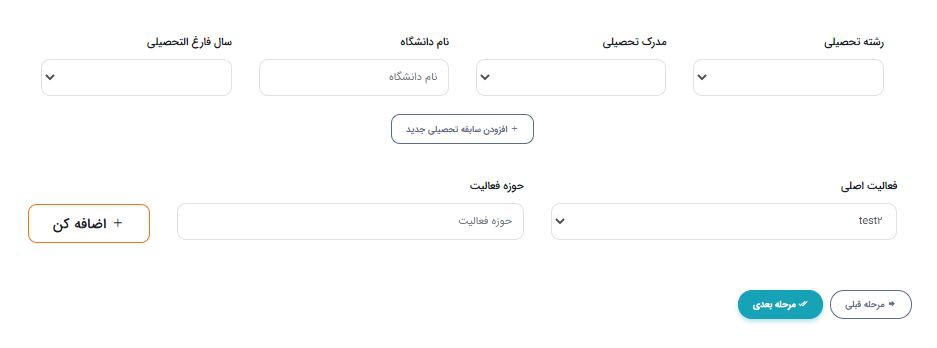 رشته تحصیلی
مدرک تحصیلی
نام دانشگاه
سال فارغ التحصیلی
نام دانشگاه
+ افزودن سابقه تحصیلی جدید
فعالیت اصلی
حوزه فعالیت
test۲
حوزه فعالیت
+ اضافه کن
مرحله قبلی
مرحله بعدی